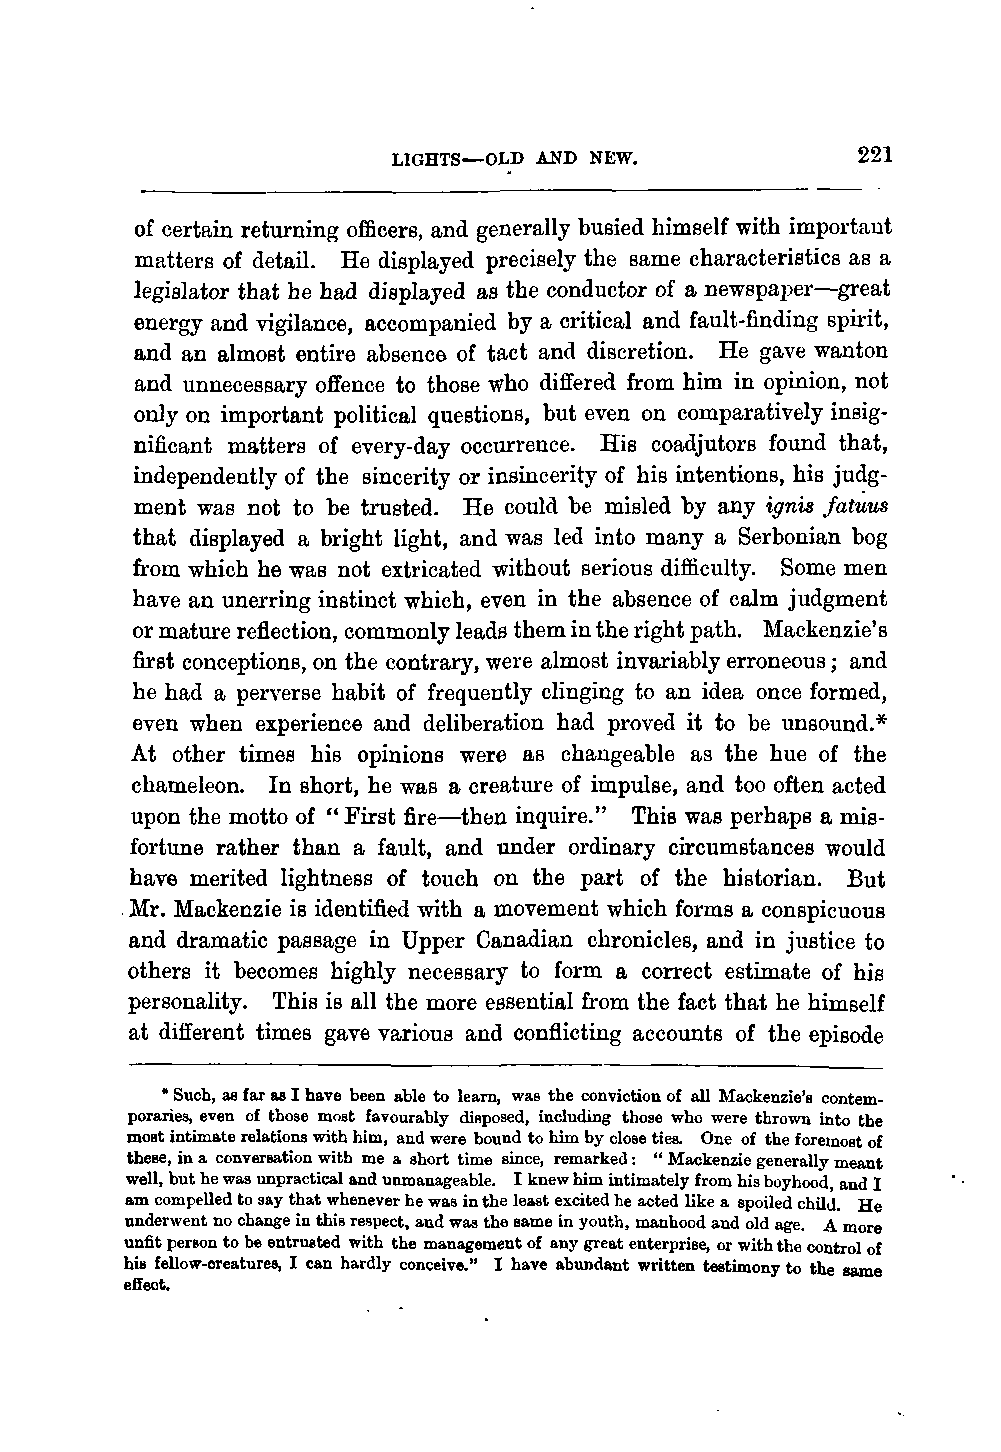 LIGHTS—OLD AND NEW. 221
of certain returning officers, and generally busied himself with important
matters of detail. He displayed precisely the same characteristics as a
legislator that he had displayed as the conductor of a newspaper—great
energy and vigilance, accompanied by a critical and fault-finding spirit,
and an almost entire absence of tact and discretion. He gave wanton
and unnecessary offence to those who differed from him in opinion, not
only on important political questions, but even on comparatively insig-
nificant matters of every-day occurrence. His coadjutors found that,
independently of the sincerity or insincerity of his intentions, his judg-
ment was not to be trusted. He could be misled by any ignis fatuus
that displayed a bright light, and was led into many a Serbonian bog
from which he was not extricated without serious difficulty. Some men
have an unerring instinct which, even in the absence of calm judgment
or mature reflection, commonly leads them in the right path. Mackenzie's
first conceptions, on the contrary, were almost invariably erroneous; and
he had a perverse habit of frequently clinging to an idea once formed,
even when experience and deliberation had proved it to be unsound.*
At other times his opinions were as changeable as the hue of the
chameleon. In short, he was a creature of impulse, and too often acted
upon the motto of "First fire—then inquire." This was perhaps a mis-
fortune rather than a fault, and under ordinary circumstances would
have merited lightness of touch on the part of the historian. But
Mr. Mackenzie is identified with a movement which forms a conspicuous
and dramatic passage in Upper Canadian chronicles, and in justice to
others it becomes highly necessary to form a correct estimate of his
personality. This is all the more essential from the fact that he himself
at different times gave various and conflicting accounts of the episode
* Such, as far as I have been able to learn, was the conviction of all Mackenzie's contem-
poraries, even of those most favourably disposed, including those who were thrown into the
most intimate relations with him, and were bound to him by close ties. One of the foremost of
these, in a conversation with me a short time since, remarked: "Mackenzie generally meant
well, but he was unpractical and unmanageable. I knew him intimately from his boyhood, and I
am compelled to say that whenever he was in the least excited he acted like a spoiled child. He
underwent no change in this respect, and was the same in youth, manhood and old age. A more
unfit person to be entrusted with the management of any great enterprise, or with the control of
his fellow-creatures, I can hardly conceive." I have abundant written testimony to the same
effect.